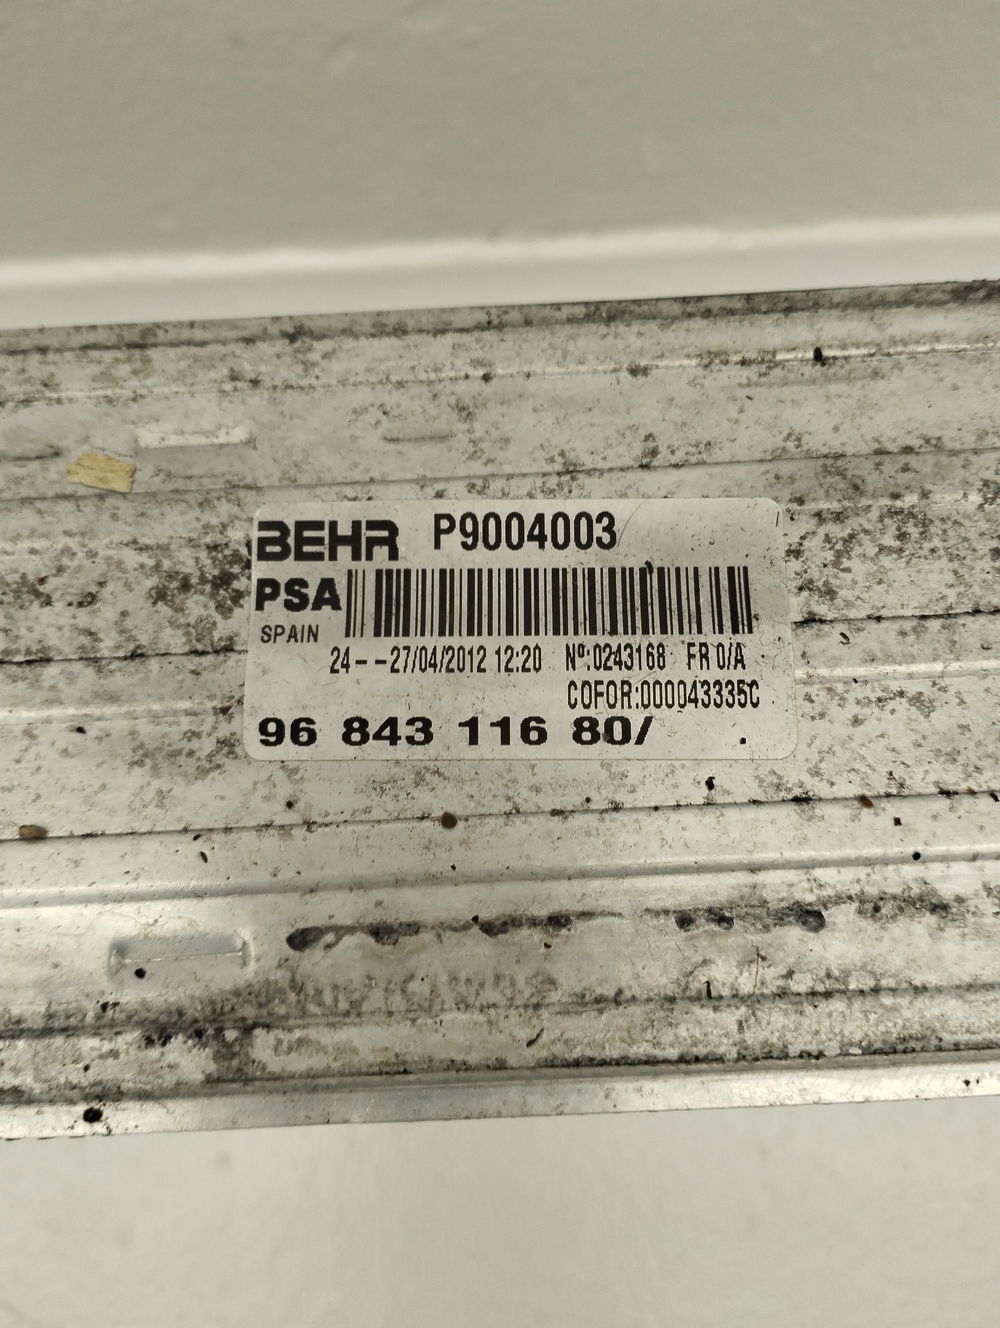 BEHR P9004003
PSA
SPAIN
24--27/04/2012 12:20 Nº:0243168 FR 0/A
COFOR:000043335C
96 843 116 80/